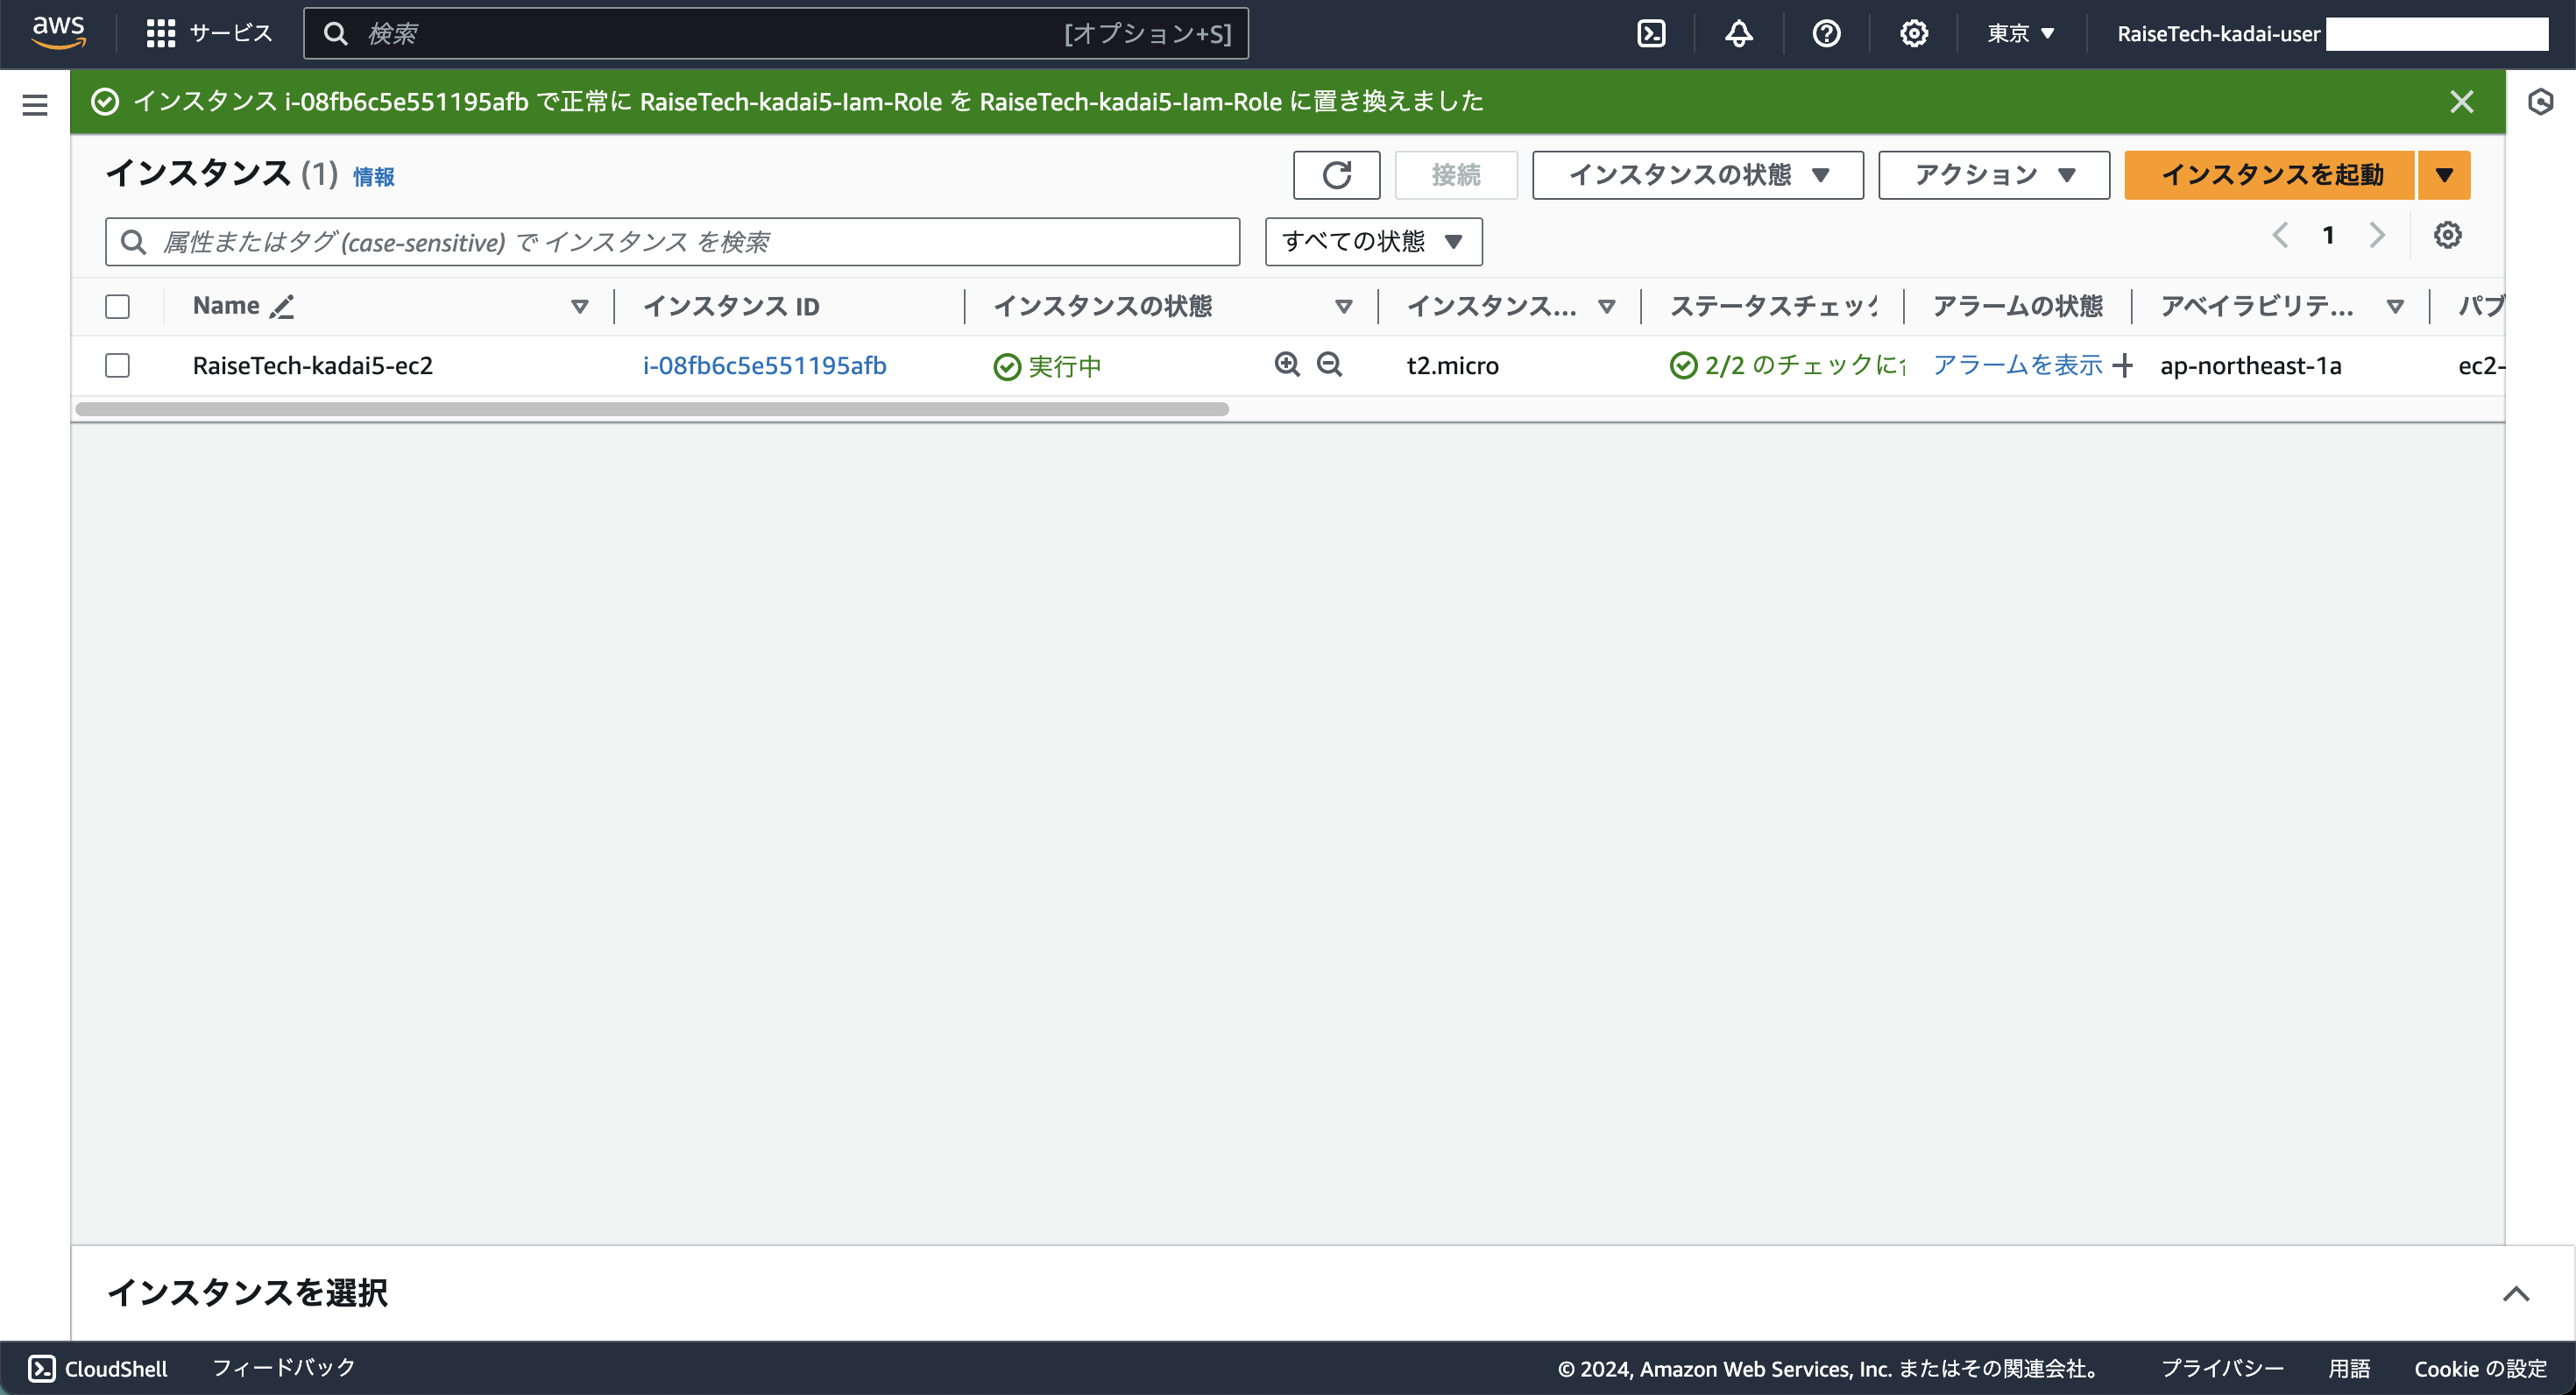 aws サービス 検索 [オプション+S] 東京 RaiseTech-kadai-user
インスタンス i-08fb6c5e551195afb で正常に RaiseTech-kadai5-Iam-Role を RaiseTech-kadai5-Iam-Role に置き換えました
インスタンス (1) 情報 接続 インスタンスの状態 アクション インスタンスを起動
属性またはタグ (case-sensitive) で インスタンス を検索 すべての状態 1
Name インスタンス ID インスタンスの状態 インスタンス... ステータスチェック アラームの状態 アベイラビリテ... パブ
RaiseTech-kadai5-ec2 i-08fb6c5e551195afb 実行中 t2.micro 2/2 のチェックに アラームを表示 ap-northeast-1a ec2-
インスタンスを選択
CloudShell フィードバック © 2024, Amazon Web Services, Inc. またはその関連会社。 プライバシー 用語 Cookie の設定